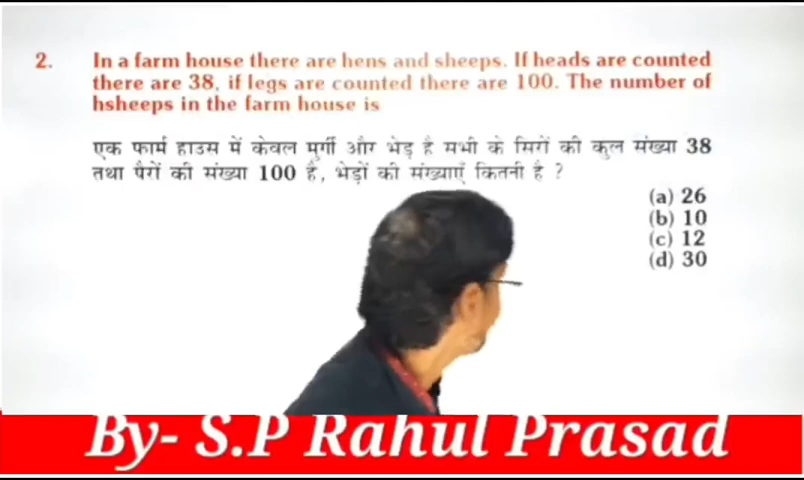 2. In a farm house there are hens and sheeps. If heads are counted
there are 38, if legs are counted there are 100. The number of
hsheeps in the farm house is
एक फार्म हाउस में केवल मुर्गी और भेड़ है सभी के सिरों की कुल संख्या 38
तथा पैरों की संख्या 100 है, भेड़ों की संख्याएँ कितनी है ?
(a) 26
(b) 10
(c) 12
(d) 30
By- S.P Rahul Prasad